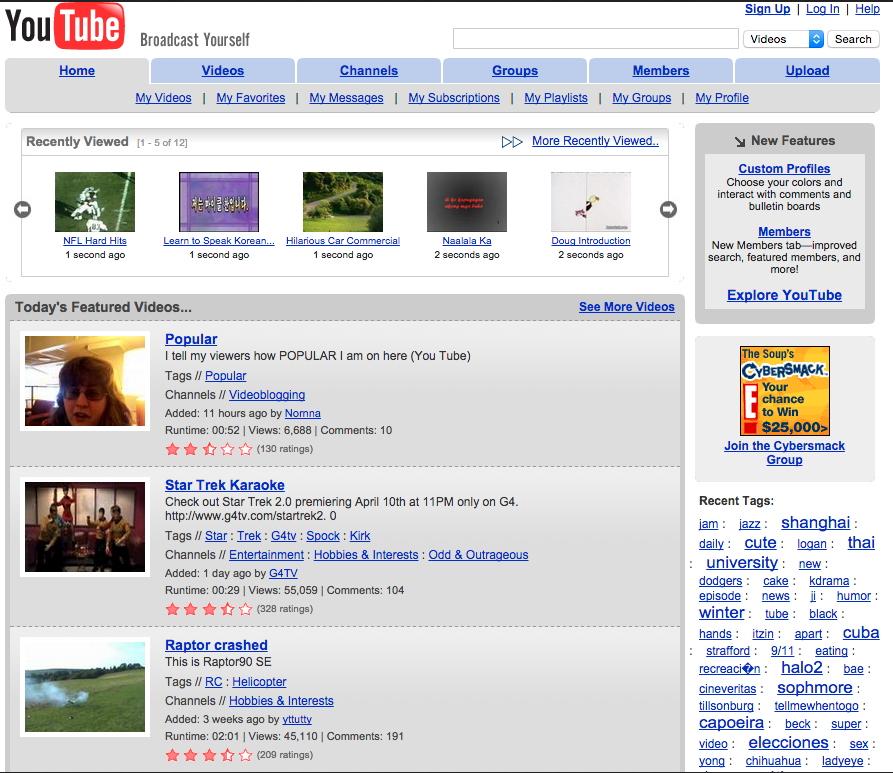 Sign Up | Log In | Help
YouTube
Broadcast Yourself
Videos
Search
Home
Videos
Channels
Groups
Members
Upload
My Videos | My Favorites | My Messages | My Subscriptions | My Playlists | My Groups | My Profile
Recently Viewed [1 - 5 of 12]
More Recently Viewed..
NFL Hard Hits
1 second ago
저는 마이클 한입니다.
Learn to Speak Korean...
1 second ago
Hilarious Car Commercial
1 second ago
Naalala Ka
2 seconds ago
Doug Introduction
2 seconds ago
Today's Featured Videos...
See More Videos
Popular
I tell my viewers how POPULAR I am on here (You Tube)
Tags // Popular
Channels // Videoblogging
Added: 11 hours ago by Nornna
Runtime: 00:52 | Views: 6,688 | Comments: 10
(130 ratings)
Star Trek Karaoke
Check out Star Trek 2.0 premiering April 10th at 11PM only on G4.
http://www.g4tv.com/startrek2. 0
Tags // Star : Trek : G4tv : Spock : Kirk
Channels // Entertainment : Hobbies & Interests : Odd & Outrageous
Added: 1 day ago by G4TV
Runtime: 00:29 | Views: 55,059 | Comments: 104
(328 ratings)
Raptor crashed
This is Raptor90 SE
Tags // RC : Helicopter
Channels // Hobbies & Interests
Added: 3 weeks ago by yttuttv
Runtime: 02:01 | Views: 45,110 | Comments: 191
(209 ratings)
New Features
Custom Profiles
Choose your colors and
interact with comments and
bulletin boards
Members
New Members tab—improved
search, featured members, and
more!
Explore YouTube
The Soup's
CYBERSMACK
E
Your
chance
to Win
$25,000>
Join the Cybersmack
Group
Recent Tags:
jam : jazz : shanghai :
daily : cute : logan : thai
: university : new :
dodgers : cake : kdrama :
episode : news : ji : humor :
winter : tube : black :
hands : itzin : apart : cuba
: strafford : 9/11 : eating :
recreaci�n : halo2 : bae :
cineveritas : sophmore :
tillsonburg : tellmewhentogo :
capoeira : beck : super :
video : elecciones : sex :
yong : chihuahua : ladyeye :